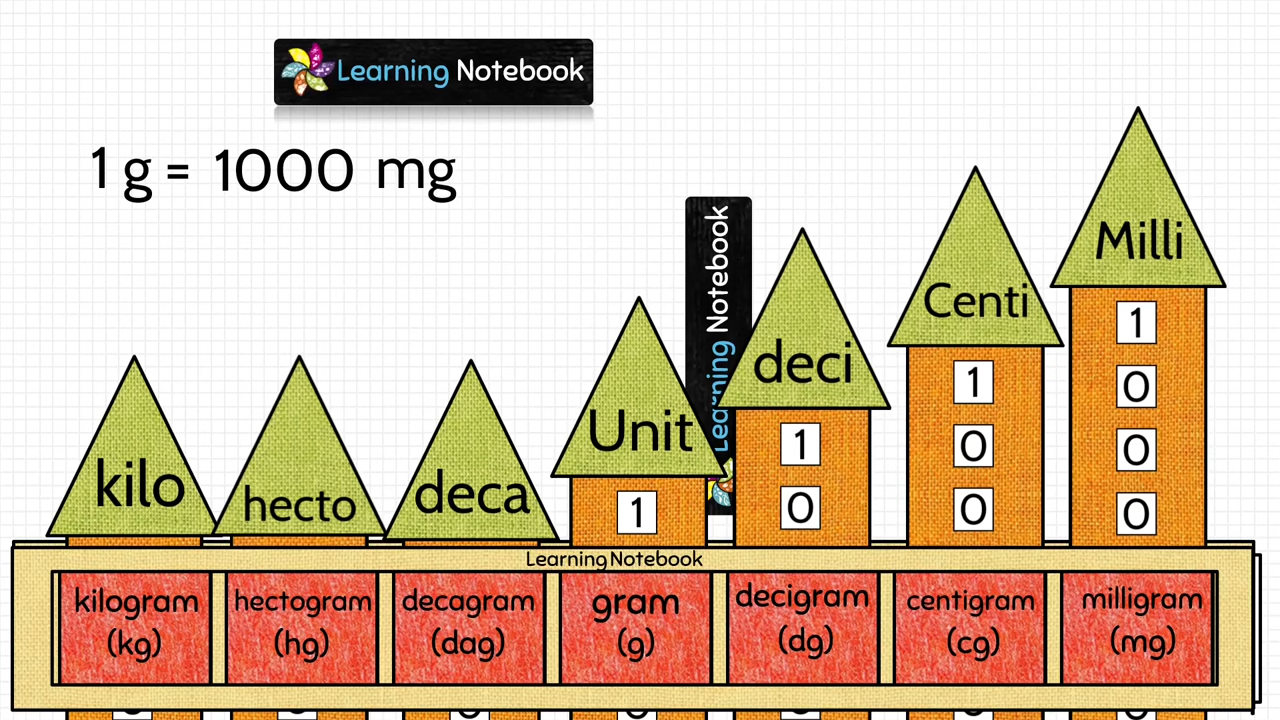 Learning Notebook
1 g = 1000 mg
Learning Notebook
kilo
hecto
deca
Unit
1
deci
1
0
Centi
1
0
0
Milli
1
0
0
0
Learning Notebook
kilogram
(kg)
hectogram
(hg)
decagram
(dag)
gram
(g)
decigram
(dg)
centigram
(cg)
milligram
(mg)